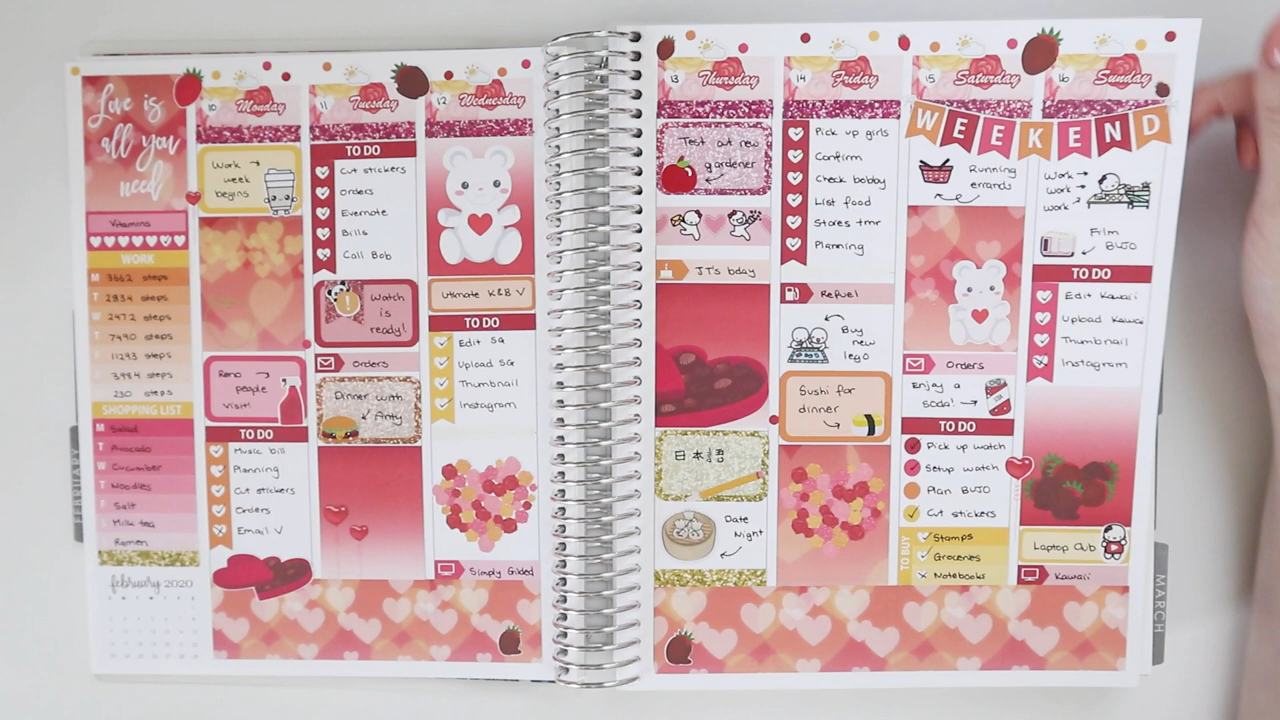 Love is
all you
need
Vitamins
WORK
M 3562 steps
T 2834 steps
W 2472 steps
T 7490 steps
F 11293 steps
3984 steps
230 steps
SHOPPING LIST
M Salad
T Avocado
W Cucumber
T Noodles
F Salt
S Milk tea
Ramen
february 2020
10 Monday
Work →
week
begins
Reno →
people
visit!
TO DO
Music bill
Planning
Cut stickers
Orders
Email V
11 Tuesday
TO DO
Cut stickers
Orders
Evernote
Bills
Call Bob
Watch
is
ready!
Orders
Dinner with
Anty
12 Wednesday
Utimate K&B V
TO DO
Edit SG
Upload SG
Thumbnail
Instagram
Simply Gilded
13 Thursday
Test out new
gardener
JT's bday
日本語
Date
Night
14 Friday
Pick up girls
Confirm
Check bobby
List food
Stores tmr
Planning
Refuel
Buy
new
lego
Sushi for
dinner
15 Saturday
16 Sunday
WEEKEND
Running
errands
Orders
Enjoy a
soda! →
TO DO
Pick up watch
Setup watch
Plan BUJO
Cut stickers
TO BUY
Stamps
Groceries
Notebooks
Work →
Work →
Work →
Film
BUJO
TO DO
Edit Kawaii
Upload Kawaii
Thumbnail
Instagram
Laptop Club
Kawaii
FEBRUARY
MARCH